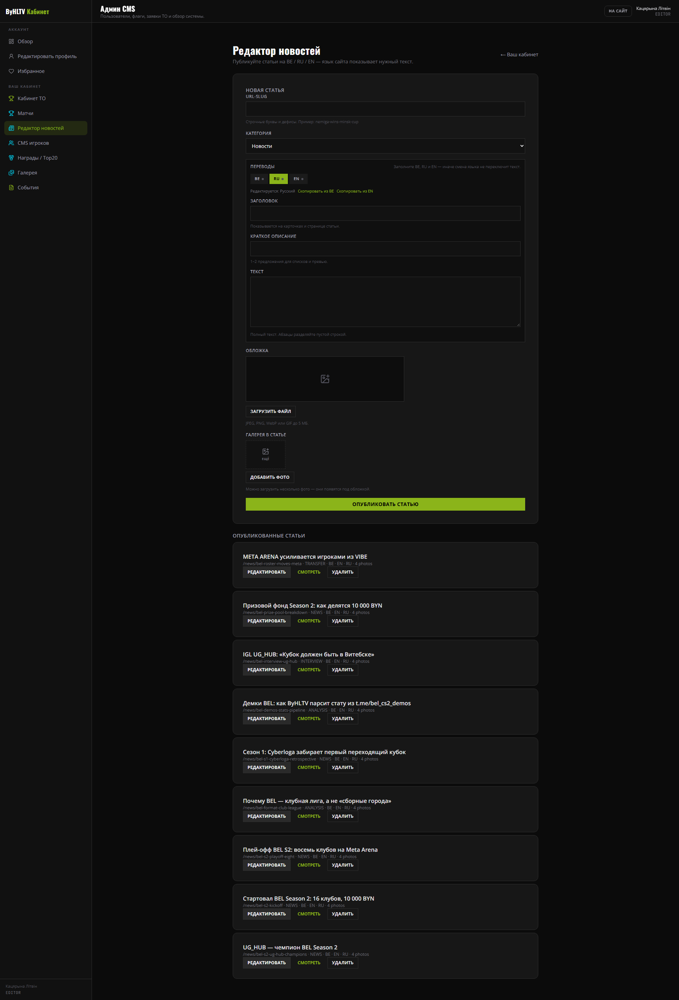 ByHLTV Кабинет
АККАУНТ
Обзор
Редактировать профиль
Избранное
ВАШ КАБИНЕТ
Кабинет ТО
Матчи
Редактор новостей
CMS игроков
Награды / Top20
Галерея
События
Кацярына Літвін
EDITOR
Админ CMS
Пользователи, флаги, заявки ТО и обзор системы.
НА САЙТ
Кацярына Літвін
EDITOR
Редактор новостей
Публикуйте статьи на BE / RU / EN — язык сайта показывает нужный текст.
← Ваш кабинет
НОВАЯ СТАТЬЯ
URL-SLUG
Строчные буквы и дефисы. Пример: nemiga-wins-minsk-cup
КАТЕГОРИЯ
Новости
ПЕРЕВОДЫ
Заполните BE, RU и EN — иначе смена языка не переключит текст.
BE RU EN
Редактируется: Русский Скопировать из BE Скопировать из EN
ЗАГОЛОВОК
Показывается на карточках и странице статьи.
КРАТКОЕ ОПИСАНИЕ
1–2 предложения для списков и превью.
ТЕКСТ
Полный текст. Абзацы разделяйте пустой строкой.
ОБЛОЖКА
ЗАГРУЗИТЬ ФАЙЛ
JPEG, PNG, WebP или GIF до 5 МБ.
ГАЛЕРЕЯ В СТАТЬЕ
ЕЩЁ
ДОБАВИТЬ ФОТО
Можно загрузить несколько фото — они появятся под обложкой.
ОПУБЛИКОВАТЬ СТАТЬЮ
ОПУБЛИКОВАННЫЕ СТАТЬИ
META ARENA усиливается игроками из VIBE
/news/bel-roster-moves-meta · TRANSFER · BE · EN · RU · 4 photos
РЕДАКТИРОВАТЬ СМОТРЕТЬ УДАЛИТЬ
Призовой фонд Season 2: как делятся 10 000 BYN
/news/bel-prize-pool-breakdown · NEWS · BE · EN · RU · 4 photos
РЕДАКТИРОВАТЬ СМОТРЕТЬ УДАЛИТЬ
IGL UG_HUB: «Кубок должен быть в Витебске»
/news/bel-interview-ug-hub · INTERVIEW · BE · EN · RU · 4 photos
РЕДАКТИРОВАТЬ СМОТРЕТЬ УДАЛИТЬ
Демки BEL: как ByHLTV парсит стату из t.me/bel_cs2_demos
/news/bel-demos-stats-pipeline · ANALYSIS · BE · EN · RU · 4 photos
РЕДАКТИРОВАТЬ СМОТРЕТЬ УДАЛИТЬ
Сезон 1: Cyberloga забирает первый переходящий кубок
/news/bel-s1-cyberloga-retrospective · NEWS · BE · EN · RU · 4 photos
РЕДАКТИРОВАТЬ СМОТРЕТЬ УДАЛИТЬ
Почему BEL — клубная лига, а не «сборные города»
/news/bel-format-club-league · ANALYSIS · BE · EN · RU · 4 photos
РЕДАКТИРОВАТЬ СМОТРЕТЬ УДАЛИТЬ
Плей-офф BEL S2: восемь клубов на Meta Arena
/news/bel-s2-playoff-eight · NEWS · BE · EN · RU · 4 photos
РЕДАКТИРОВАТЬ СМОТРЕТЬ УДАЛИТЬ
Стартовал BEL Season 2: 16 клубов, 10 000 BYN
/news/bel-s2-kickoff · NEWS · BE · EN · RU · 4 photos
РЕДАКТИРОВАТЬ СМОТРЕТЬ УДАЛИТЬ
UG_HUB — чемпион BEL Season 2
/news/bel-s2-ug-hub-champions · NEWS · BE · EN · RU · 4 photos
РЕДАКТИРОВАТЬ СМОТРЕТЬ УДАЛИТЬ